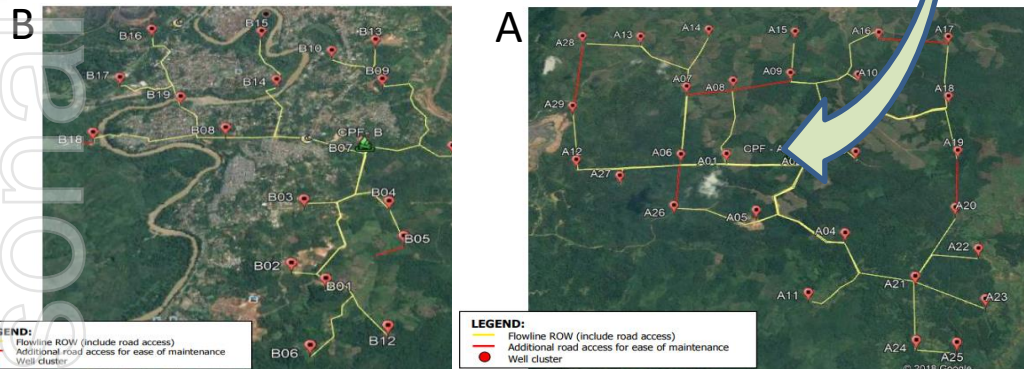 B
B16
B15
B13
B10
B17
B14
B09
B19
B18
B08
CPF - B
B07
B03
B04
B05
B02
B01
B06
B12
GEND:
Flowline ROW (include road access)
Additional road access for ease of maintenance
Well cluster
sonal
A
A28
A13
A14
A15
A16
A17
A07
A08
A09
A10
A18
A29
A12
A06
A01
CPF - A
A19
A27
A26
A05
A20
A04
A22
A11
A21
A23
A24
A25
© 2018 Google
LEGEND:
Flowline ROW (include road access)
Additional road access for ease of maintenance
Well cluster